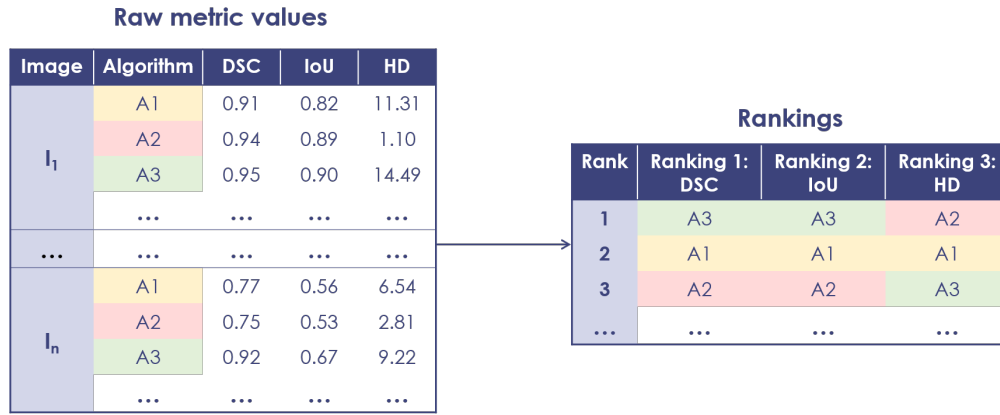 Raw metric values
Image Algorithm DSC IoU HD
I1 A1 0.91 0.82 11.31
A2 0.94 0.89 1.10
A3 0.95 0.90 14.49
... ... ... ...
... ... ... ... ...
In A1 0.77 0.56 6.54
A2 0.75 0.53 2.81
A3 0.92 0.67 9.22
... ... ... ...
Rankings
Rank Ranking 1: DSC Ranking 2: IoU Ranking 3: HD
1 A3 A3 A2
2 A1 A1 A1
3 A2 A2 A3
... ... ... ...